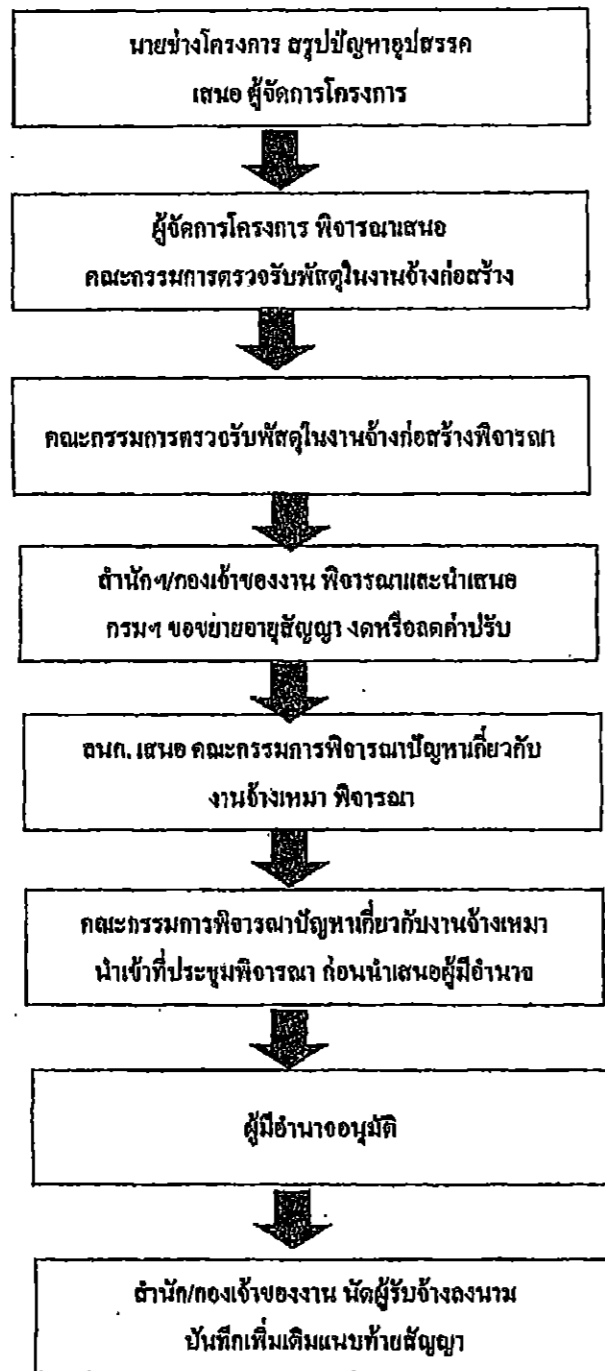 นายช่างโครงการ สรุปปัญหาอุปสรรค
เสนอ ผู้จัดการโครงการ
ผู้จัดการโครงการ พิจารณาเสนอ
คณะกรรมการตรวจรับพัสดุในงานจ้างก่อสร้าง
คณะกรรมการตรวจรับพัสดุในงานจ้างก่อสร้างพิจารณา
สำนักฯ/กองเจ้าของงาน พิจารณาและนำเสนอ
กรมฯ ขอขยายอายุสัญญา งดหรือลดค่าปรับ
ลนก. เสนอ คณะกรรมการพิจารณาปัญหาเกี่ยวกับ
งานจ้างเหมา พิจารณา
คณะกรรมการพิจารณาปัญหาเกี่ยวกับงานจ้างเหมา
นำเข้าที่ประชุมพิจารณา ก่อนนำเสนอผู้มีอำนาจ
ผู้มีอำนาจอนุมัติ
สำนัก/กองเจ้าของงาน นัดผู้รับจ้างลงนาม
บันทึกเพิ่มเติมแนบท้ายสัญญา